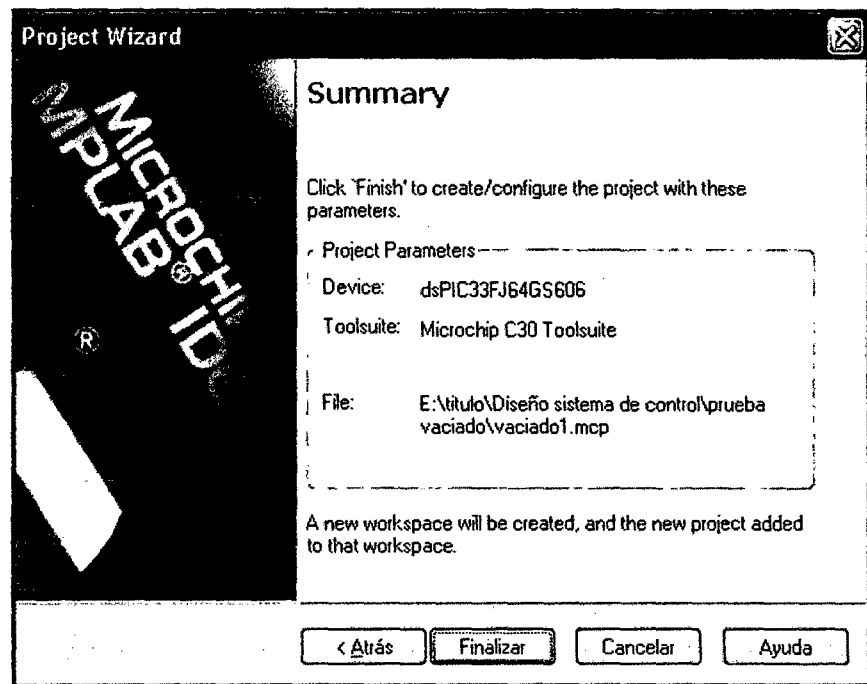 Project Wizard
MICROCHI
MPLAB® ID
®
Summary
Click 'Finish' to create/configure the project with these
parameters.
Project Parameters
Device: dsPIC33FJ64GS606
Toolsuite: Microchip C30 Toolsuite
File: E:\titulo\Diseño sistema de control\prueba
vaciado\vaciado1.mcp
A new workspace will be created, and the new project added
to that workspace.
< Atrás Finalizar Cancelar Ayuda